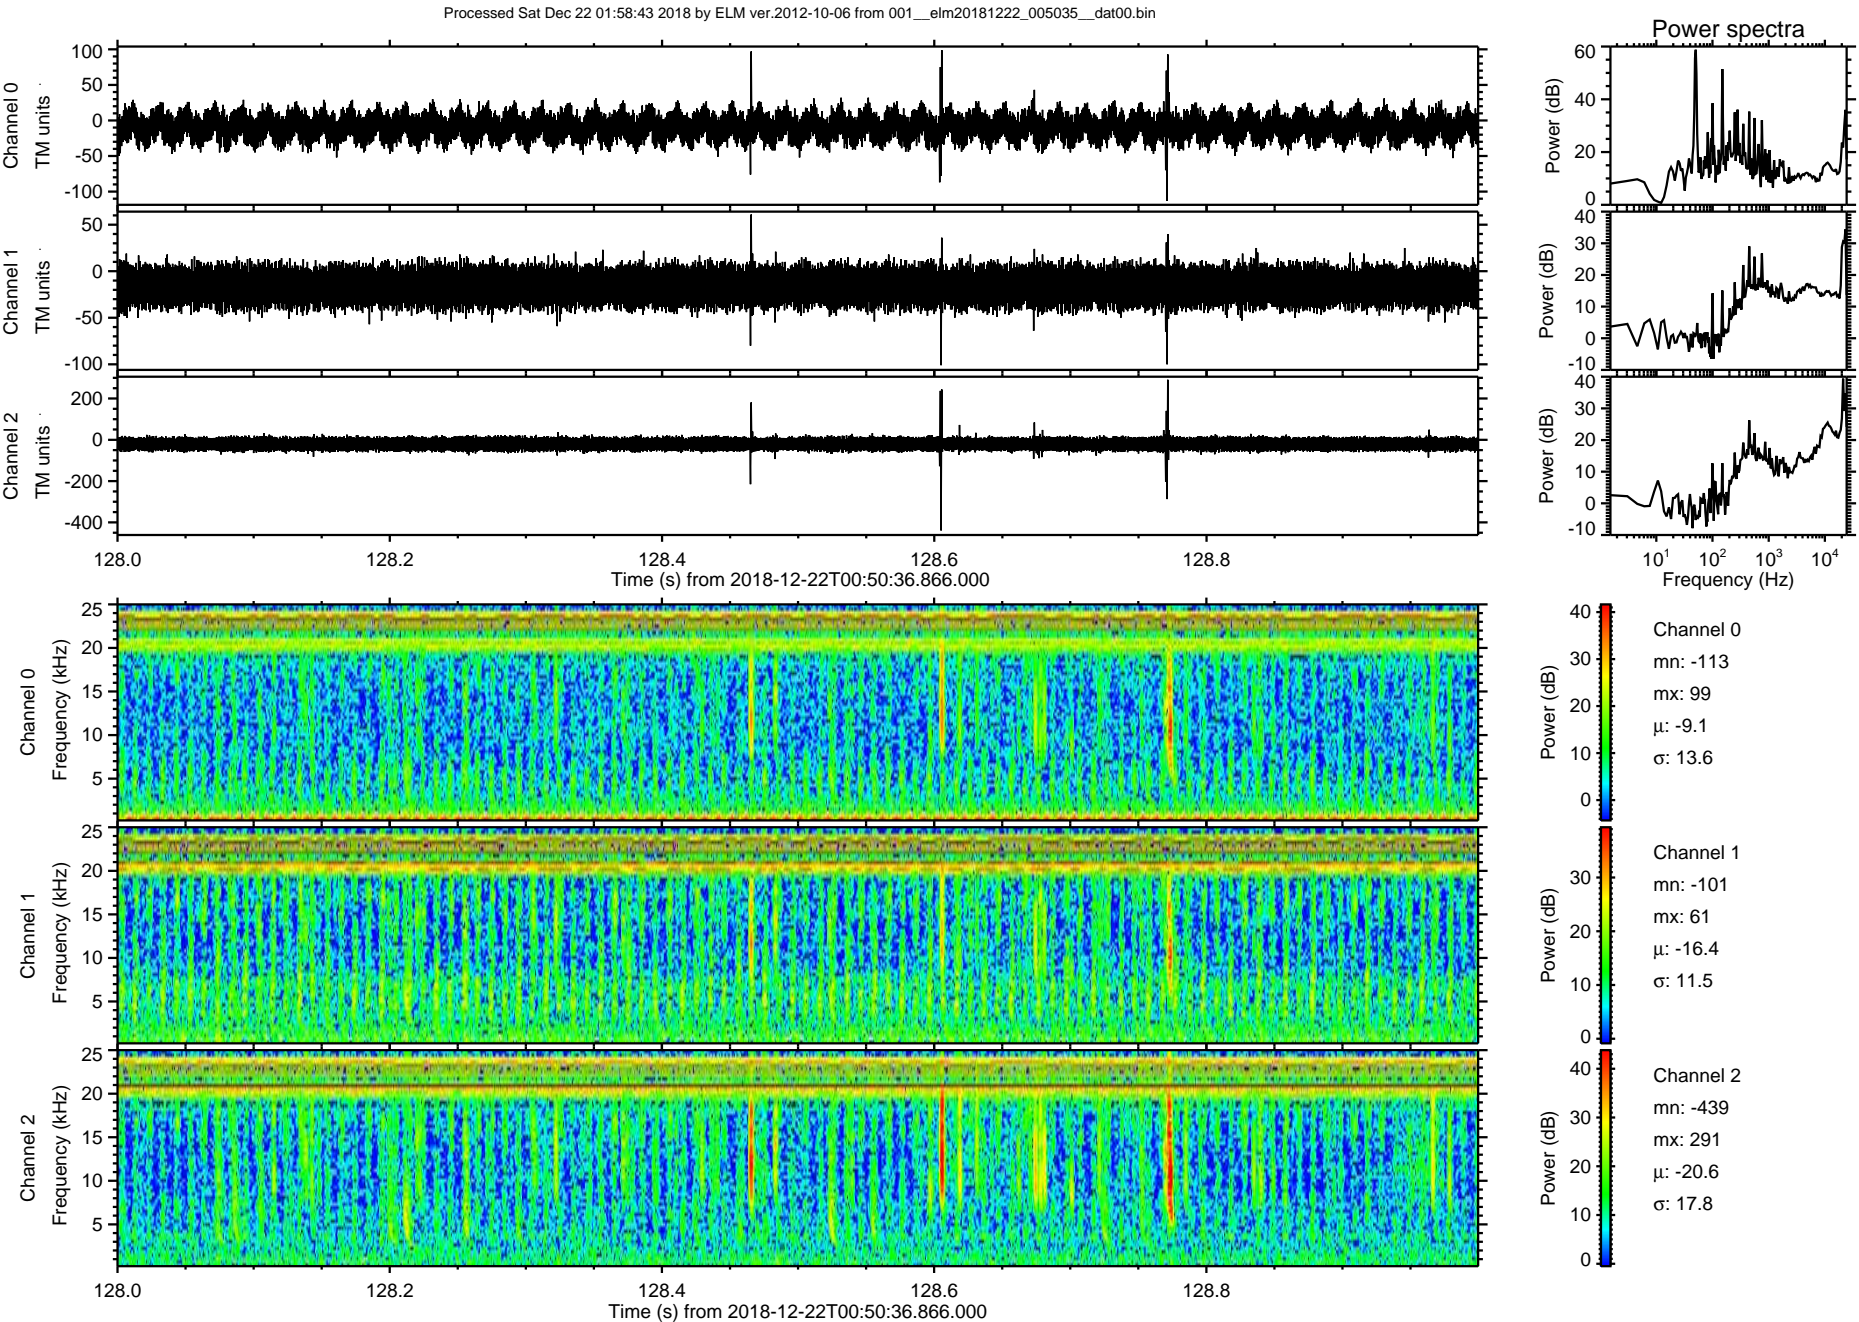 Processed Sat Dec 22 01:58:43 2018 by ELM ver.2012-10-06 from 001__elm20181222_005035__dat00.bin
Power spectra
Channel 0
TM units
100
50
0
-50
-100
Power (dB)
60
40
20
0
Channel 1
TM units
50
0
-50
-100
Power (dB)
40
30
20
10
0
-10
Channel 2
TM units
200
0
-200
-400
Power (dB)
40
30
20
10
0
-10
128.0 128.2 128.4 128.6 128.8
Time (s) from 2018-12-22T00:50:36.866.000
10^1 10^2 10^3 10^4
Frequency (Hz)
Channel 0
Frequency (kHz)
25
20
15
10
5
Power (dB)
40
30
20
10
0
Channel 0
mn: -113
mx: 99
μ: -9.1
σ: 13.6
Channel 1
Frequency (kHz)
25
20
15
10
5
Power (dB)
30
20
10
0
Channel 1
mn: -101
mx: 61
μ: -16.4
σ: 11.5
Channel 2
Frequency (kHz)
25
20
15
10
5
Power (dB)
40
30
20
10
0
Channel 2
mn: -439
mx: 291
μ: -20.6
σ: 17.8
128.0 128.2 128.4 128.6 128.8
Time (s) from 2018-12-22T00:50:36.866.000